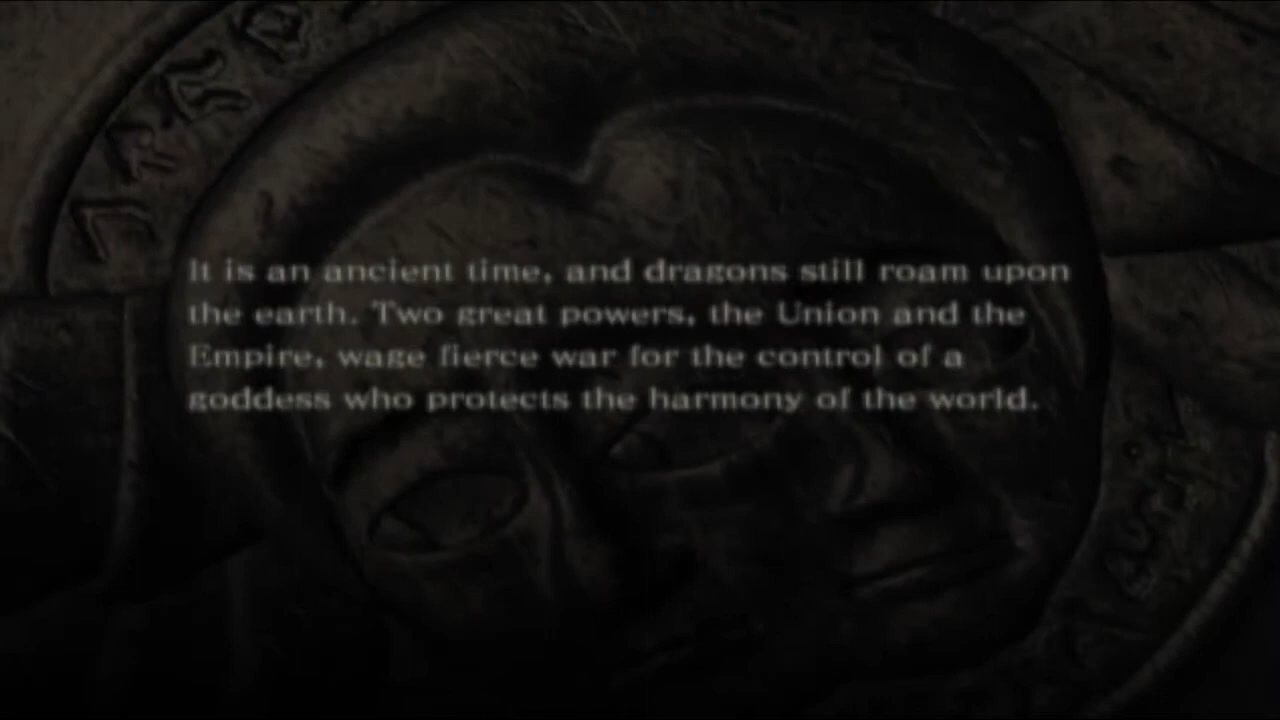 It is an ancient time, and dragons still roam upon
the earth. Two great powers, the Union and the
Empire, wage fierce war for the control of a
goddess who protects the harmony of the world.